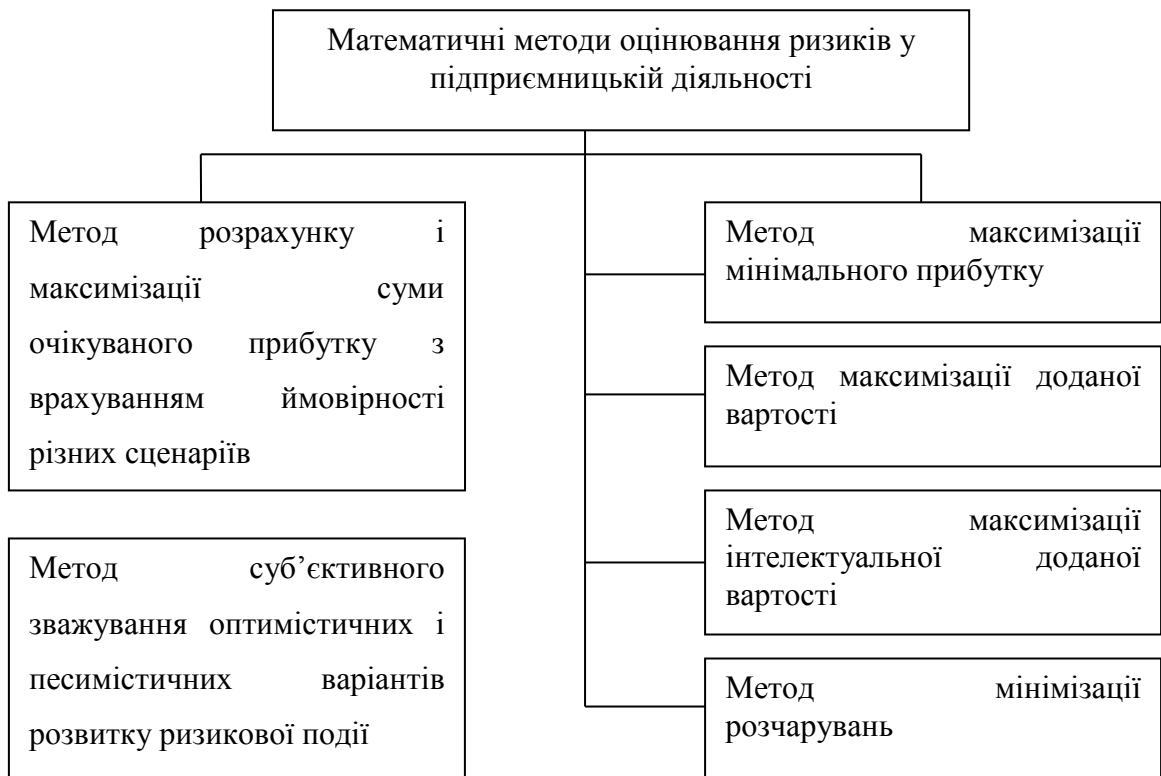 Математичні методи оцінювання ризиків у
підприємницькій діяльності
Метод розрахунку і
максимізації суми
очікуваного прибутку з
врахуванням ймовірності
різних сценаріїв
Метод суб’єктивного
зважування оптимістичних і
песимістичних варіантів
розвитку ризикової події
Метод максимізації
мінімального прибутку
Метод максимізації доданої
вартості
Метод максимізації
інтелектуальної доданої
вартості
Метод мінімізації
розчарувань